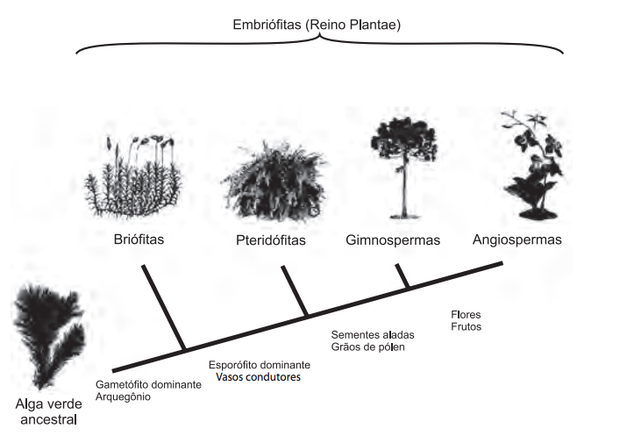 Embriófitas (Reino Plantae)
Briófitas
Pteridófitas
Gimnospermas
Angiospermas
Flores
Frutos
Sementes aladas
Grãos de pólen
Esporófito dominante
Vasos condutores
Gametófito dominante
Arquegônio
Alga verde
ancestral